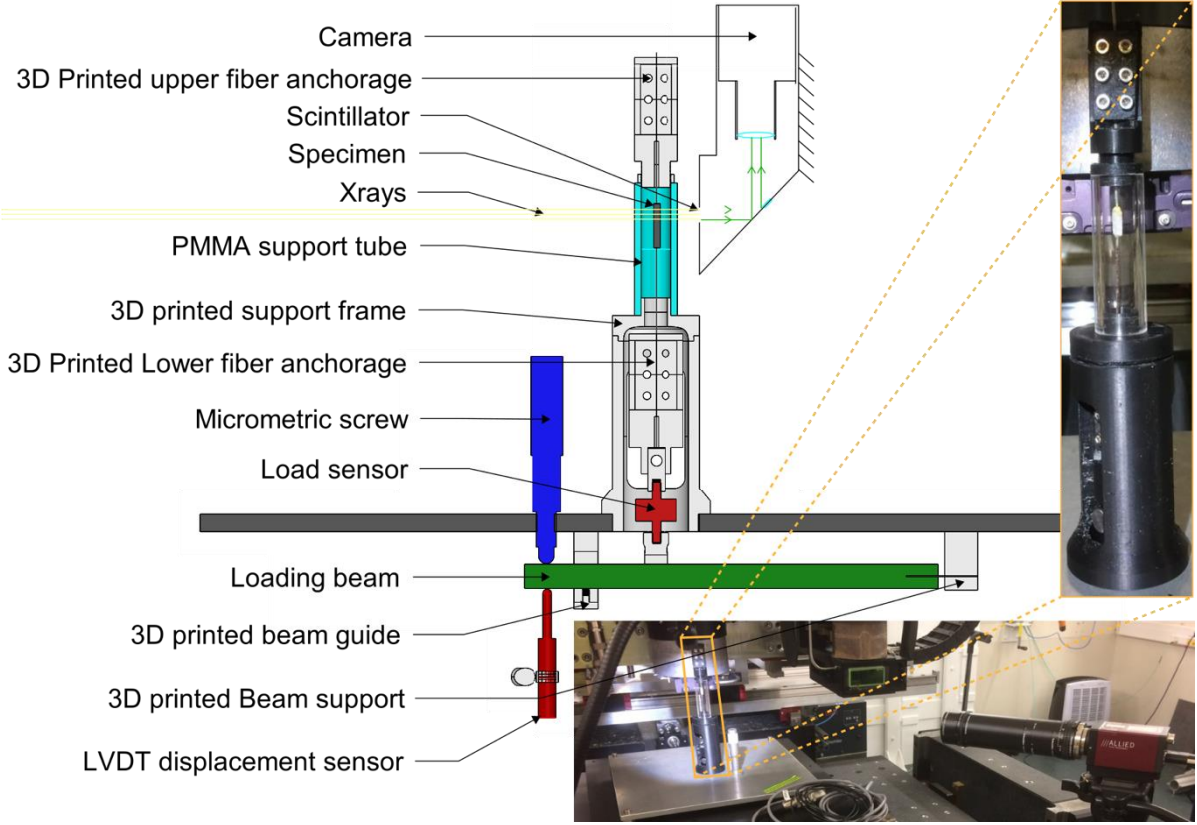 Camera
3D Printed upper fiber anchorage
Scintillator
Specimen
Xrays
PMMA support tube
3D printed support frame
3D Printed Lower fiber anchorage
Micrometric screw
Load sensor
Loading beam
3D printed beam guide
3D printed Beam support
LVDT displacement sensor
ALLIED